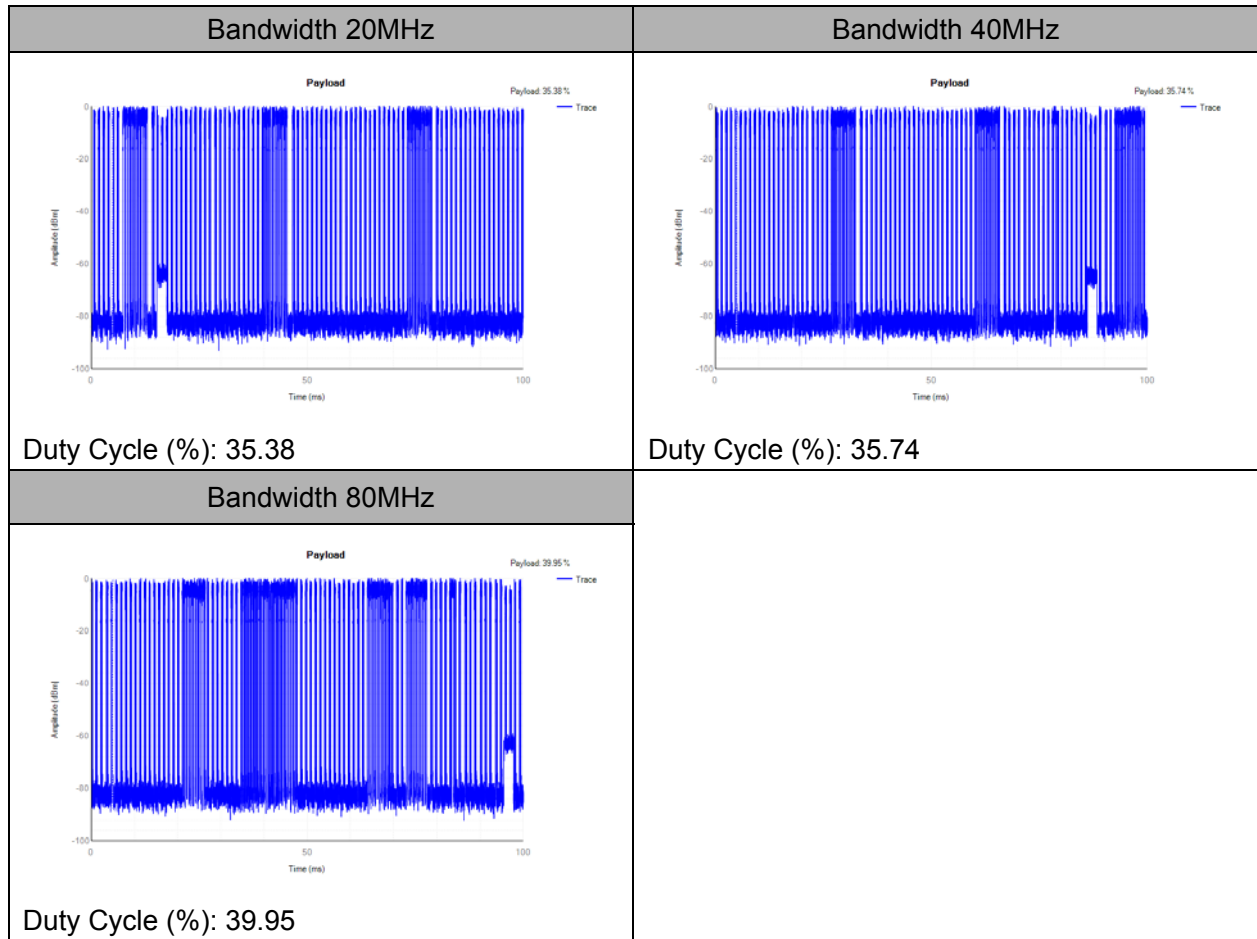 Bandwidth 20MHz
Bandwidth 40MHz
Payload
Payload: 35.38 %
Trace
0
-20
-40
-60
-80
-100
Amplitude [dBm]
0
50
100
Time (ms)
Duty Cycle (%): 35.38
Payload
Payload: 35.74 %
Trace
0
-20
-40
-60
-80
-100
Amplitude [dBm]
0
50
100
Time (ms)
Duty Cycle (%): 35.74
Bandwidth 80MHz
Payload
Payload: 39.95 %
Trace
0
-20
-40
-60
-80
-100
Amplitude [dBm]
0
50
100
Time (ms)
Duty Cycle (%): 39.95